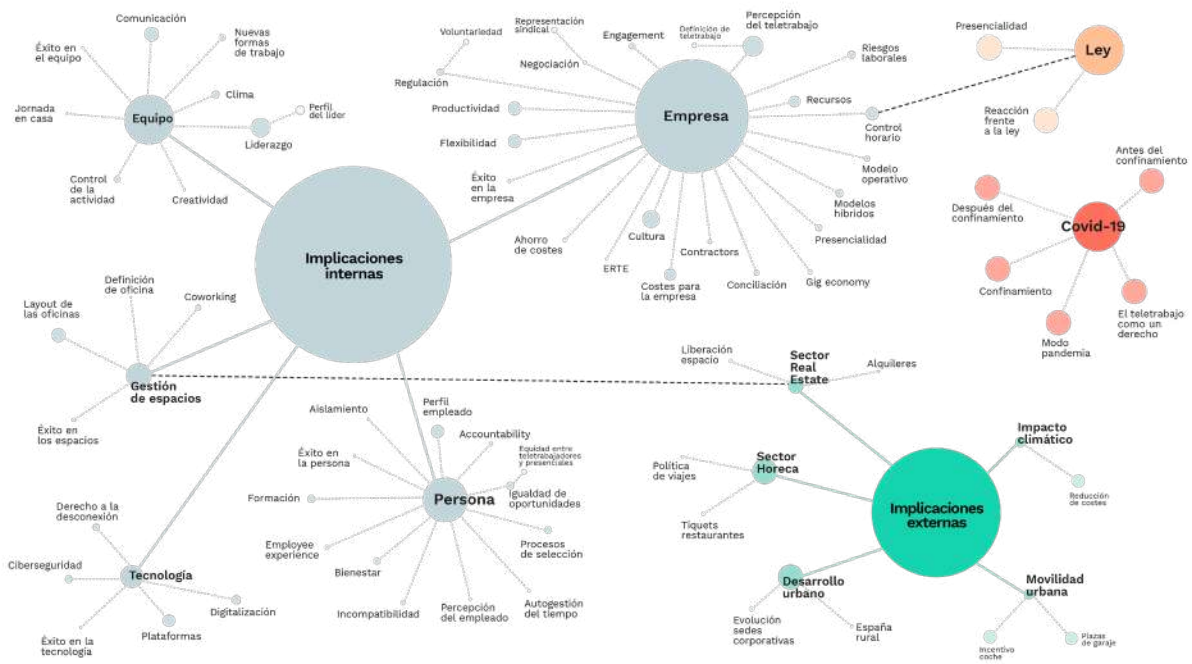 Comunicación
Éxito en
el equipo
Nuevas
formas
de trabajo
Clima
Jornada
en casa
Equipo
Perfil
del líder
Liderazgo
Control
de la
actividad
Creatividad
Voluntariedad
Representación
sindical
Engagement
Definición de
teletrabajo
Percepción
del teletrabajo
Negociación
Regulación
Riesgos
laborales
Productividad
Empresa
Recursos
Flexibilidad
Control
horario
Éxito
en la
empresa
Modelo
operativo
Modelos
híbridos
Ahorro
de costes
Cultura
Contractors
Presencialidad
ERTE
Costes para
la empresa
Conciliación
Gig economy
Presencialidad
Ley
Reacción
frente
a la ley
Antes del
confinamiento
Después del
confinamiento
Covid-19
Confinamiento
Modo
pandemia
El teletrabajo
como un
derecho
Implicaciones
internas
Definición
de oficina
Layout de
las oficinas
Coworking
Gestión
de espacios
Éxito en
los espacios
Liberación
espacio
Sector
Real
Estate
Alquileres
Aislamiento
Perfil
empleado
Accountability
Éxito en
la persona
Equidad entre
teletrabajadores
y presenciales
Formación
Persona
Igualdad de
oportunidades
Employee
experience
Bienestar
Procesos
de selección
Incompatibilidad
Percepción
del empleado
Autogestión
del tiempo
Derecho a la
desconexión
Ciberseguridad
Tecnología
Digitalización
Éxito en la
tecnología
Plataformas
Impacto
climático
Política
de viajes
Sector
Horeca
Reducción
de costes
Tiquets
restaurantes
Implicaciones
externas
Desarrollo
urbano
Movilidad
urbana
Evolución
sedes
corporativas
España
rural
Incentivo
coche
Plazas
de garaje